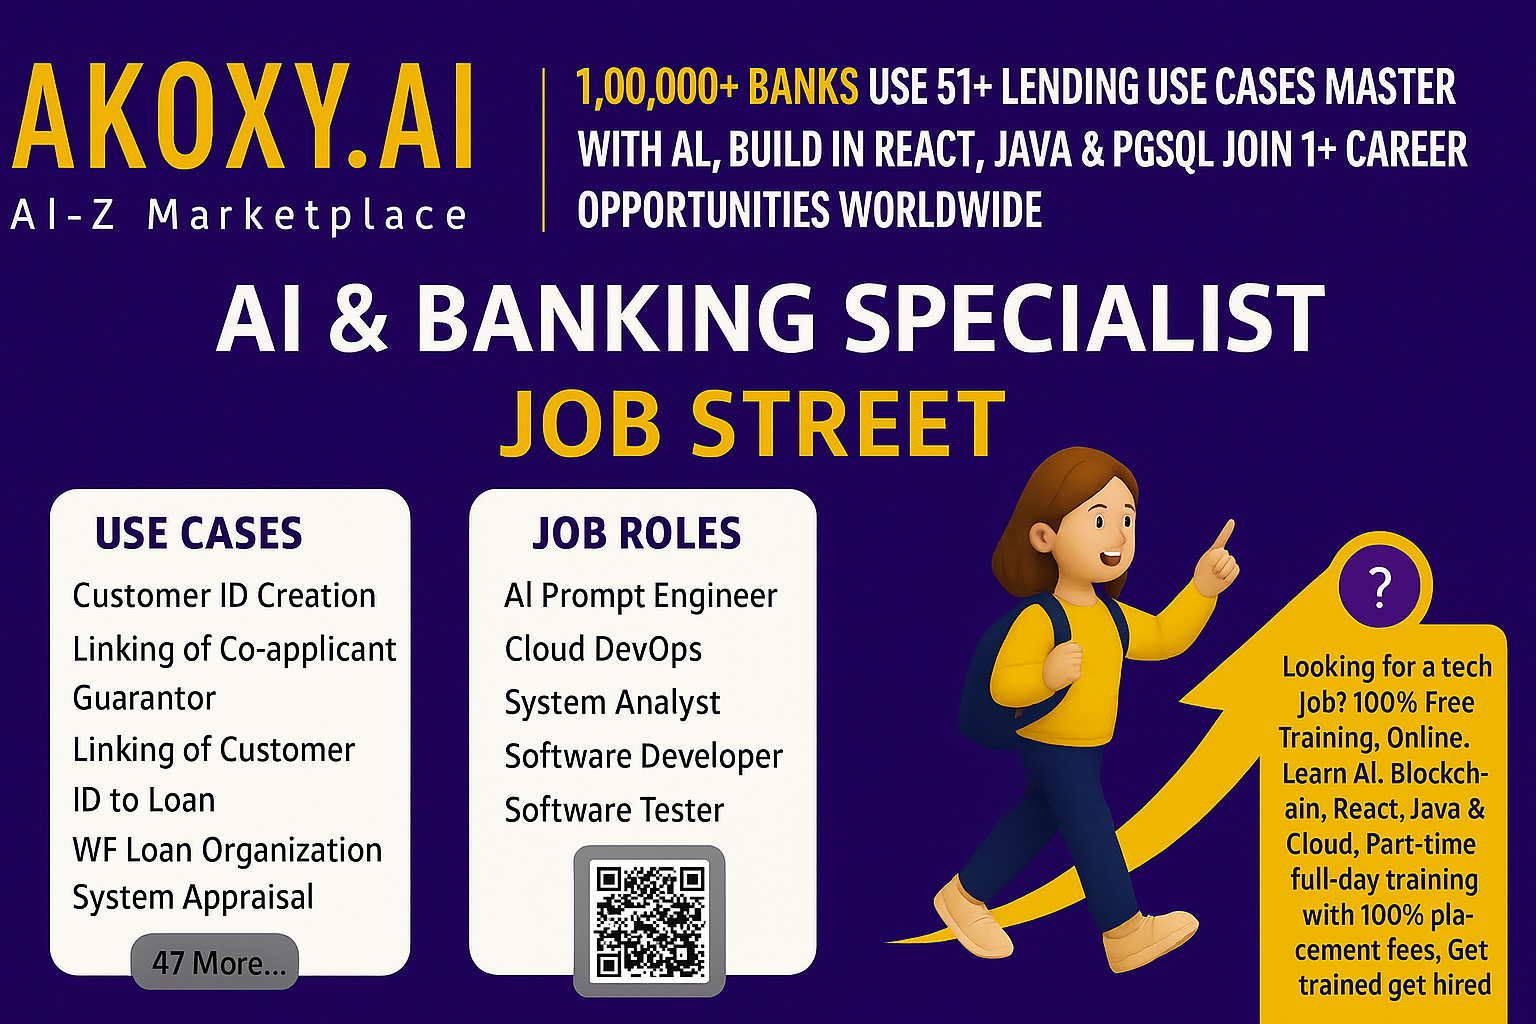 AKOXY.AI
AI-Z Marketplace
1,00,000+ BANKS USE 51+ LENDING USE CASES MASTER
WITH AL, BUILD IN REACT, JAVA & PGSQL JOIN 1+ CAREER
OPPORTUNITIES WORLDWIDE
AI & BANKING SPECIALIST
JOB STREET
USE CASES
Customer ID Creation
Linking of Co-applicant
Guarantor
Linking of Customer
ID to Loan
WF Loan Organization
System Appraisal
47 More...
JOB ROLES
Al Prompt Engineer
Cloud DevOps
System Analyst
Software Developer
Software Tester
?
Looking for a tech
Job? 100% Free
Training, Online.
Learn Al. Blockch-
ain, React, Java &
Cloud, Part-time
full-day training
with 100% pla-
cement fees, Get
trained get hired